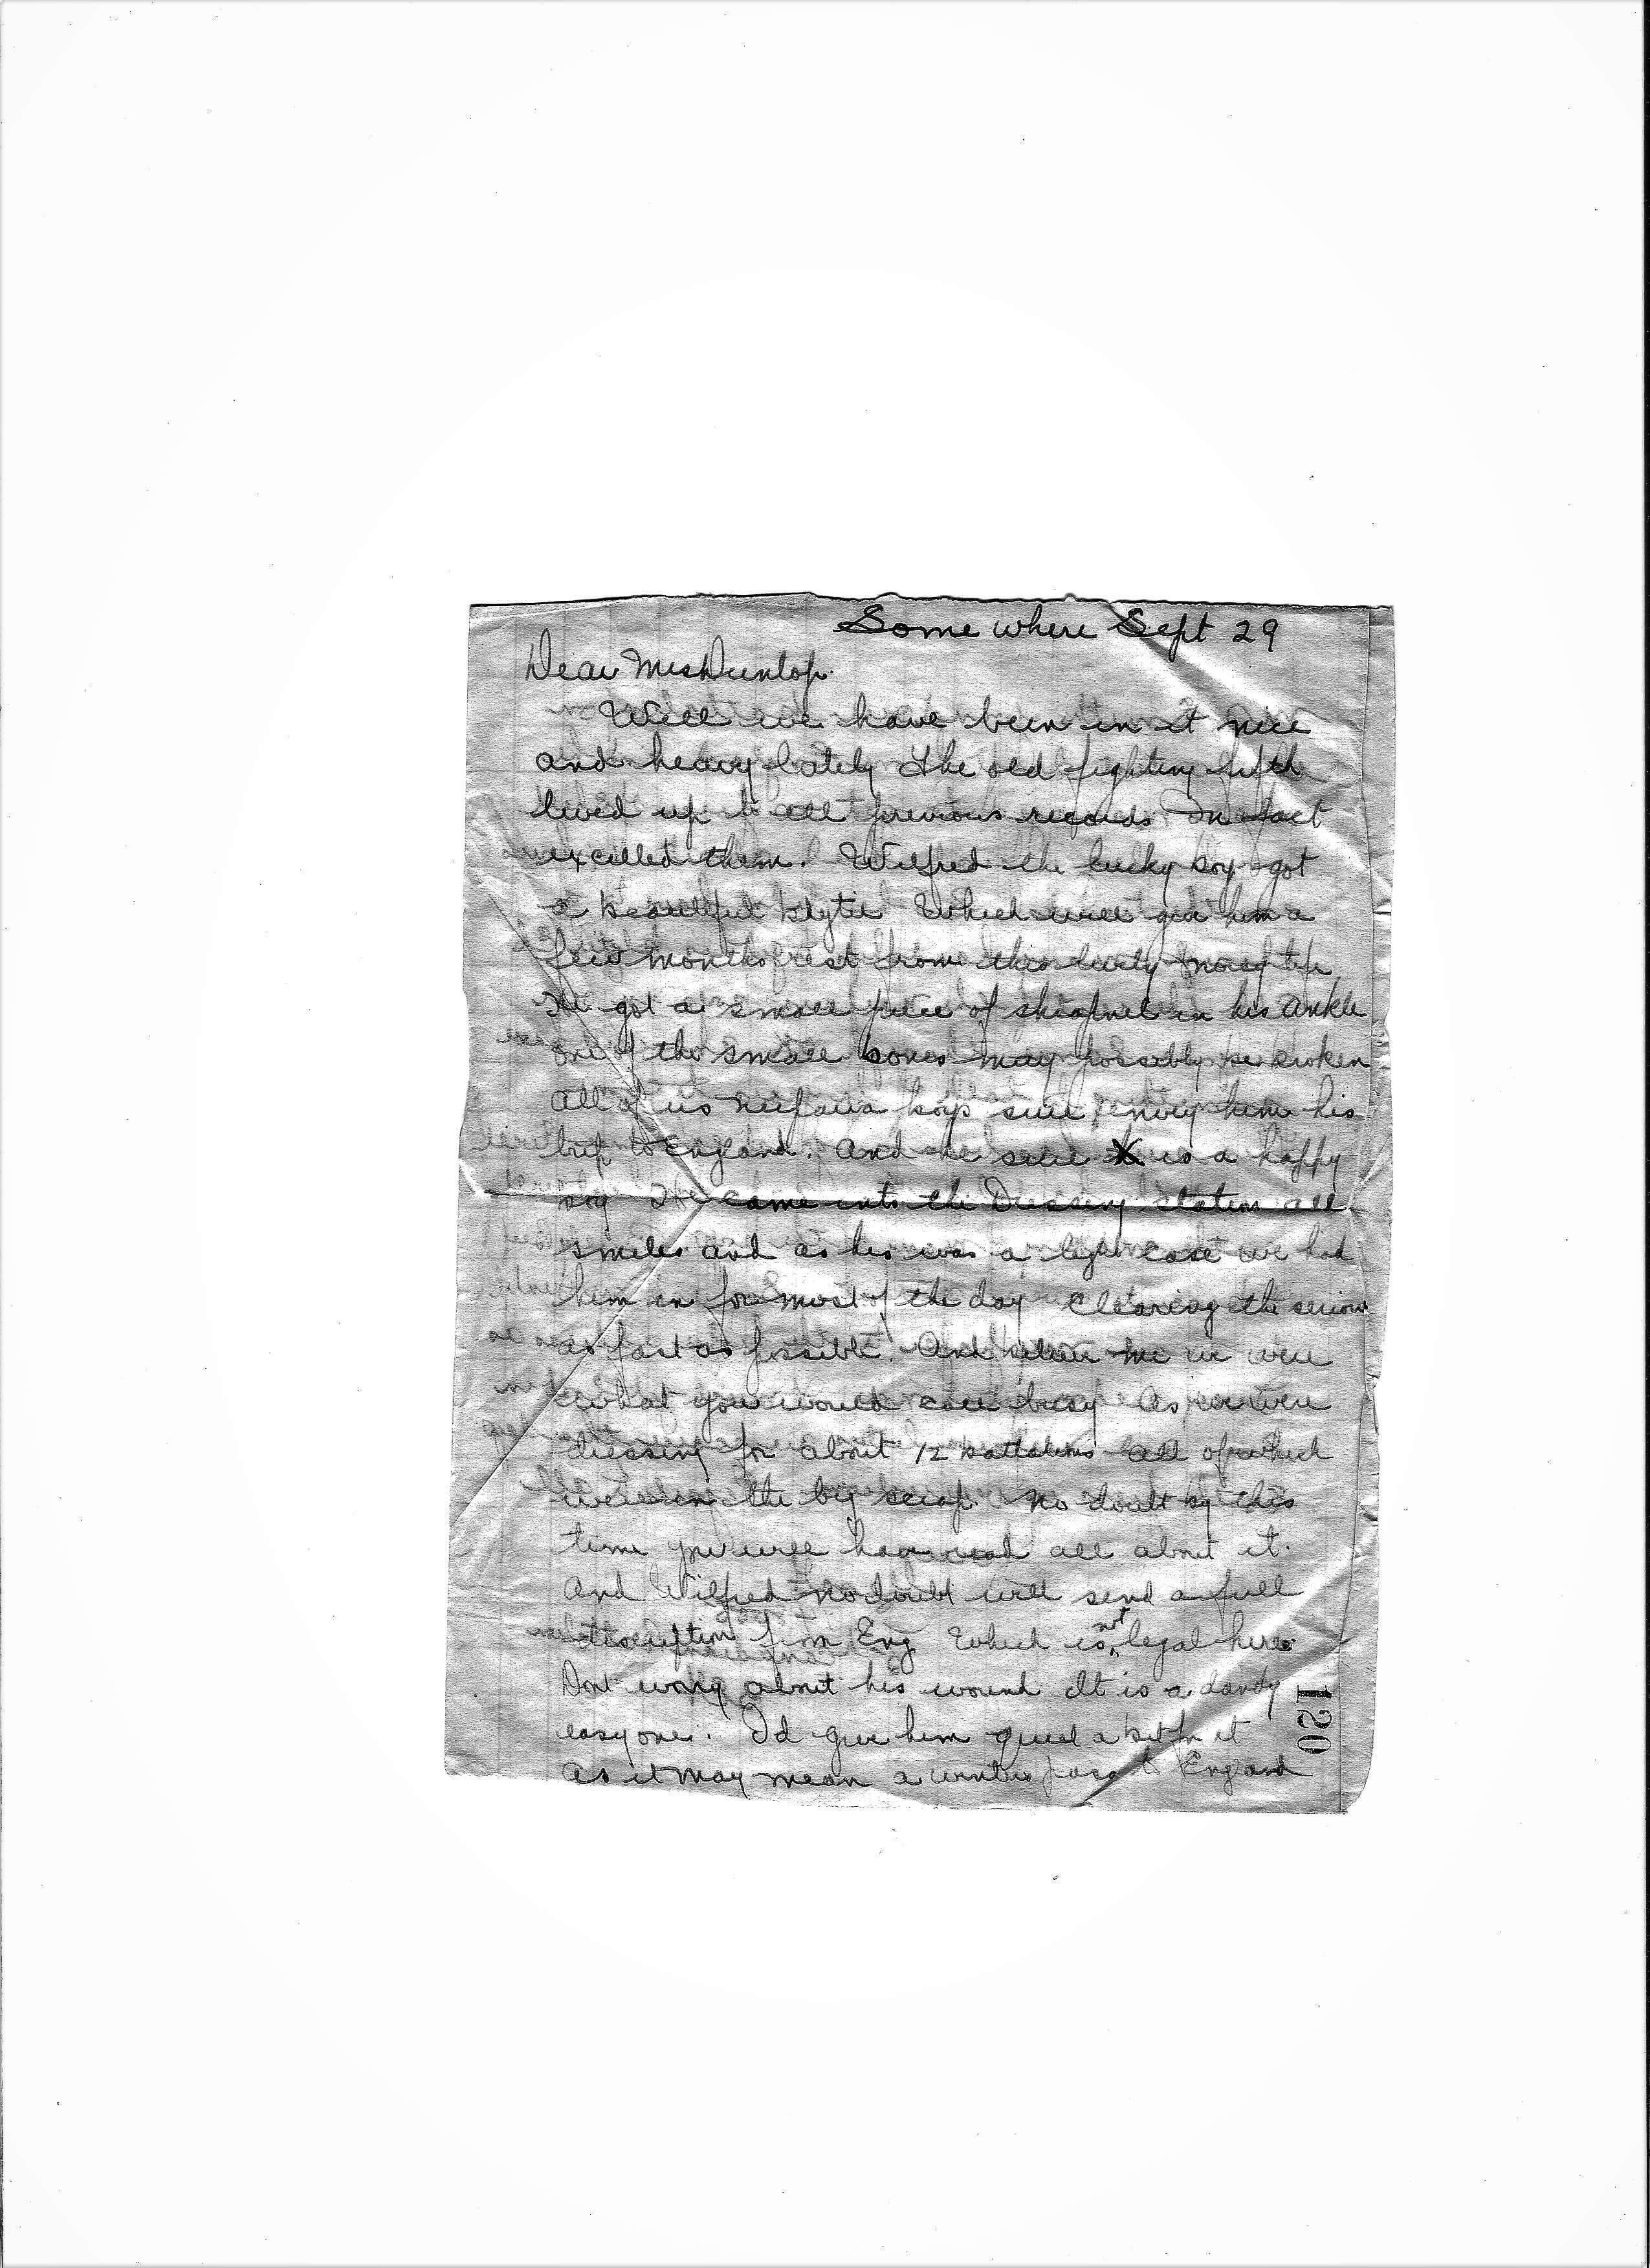 Some where Sept 29
Dear Mrs Dunlop.
Well we have been in it nice
and heavy lately The old fighting fifth
lived up to all previous records In fact
excelled them. Wilfred the lucky boy got
a beautiful blytie Which will give him a
few months rest from this hurly noisy life
He got a small piece of shrapnel in his ankle
one of the small bones may possibly be broken
all of us boys sure envy him his
trip to England. And he sure is a happy
boy He came into the Dressing station all
smiles and as his was a light case we had
him in for most of the day Clearing the serious
as fast as possible. And believe me we were
what you would call busy As we were
dressing for about 12 battalions all of which
were in the big scrap. No doubt by this
time you will have read all about it.
And Wilfred no doubt will send a full
description from Eng Which is not legal here.
Dont worry about his wound It is a dandy
easy one. I'd give him quiet a bit for it
as it may mean a winter pass to England
120